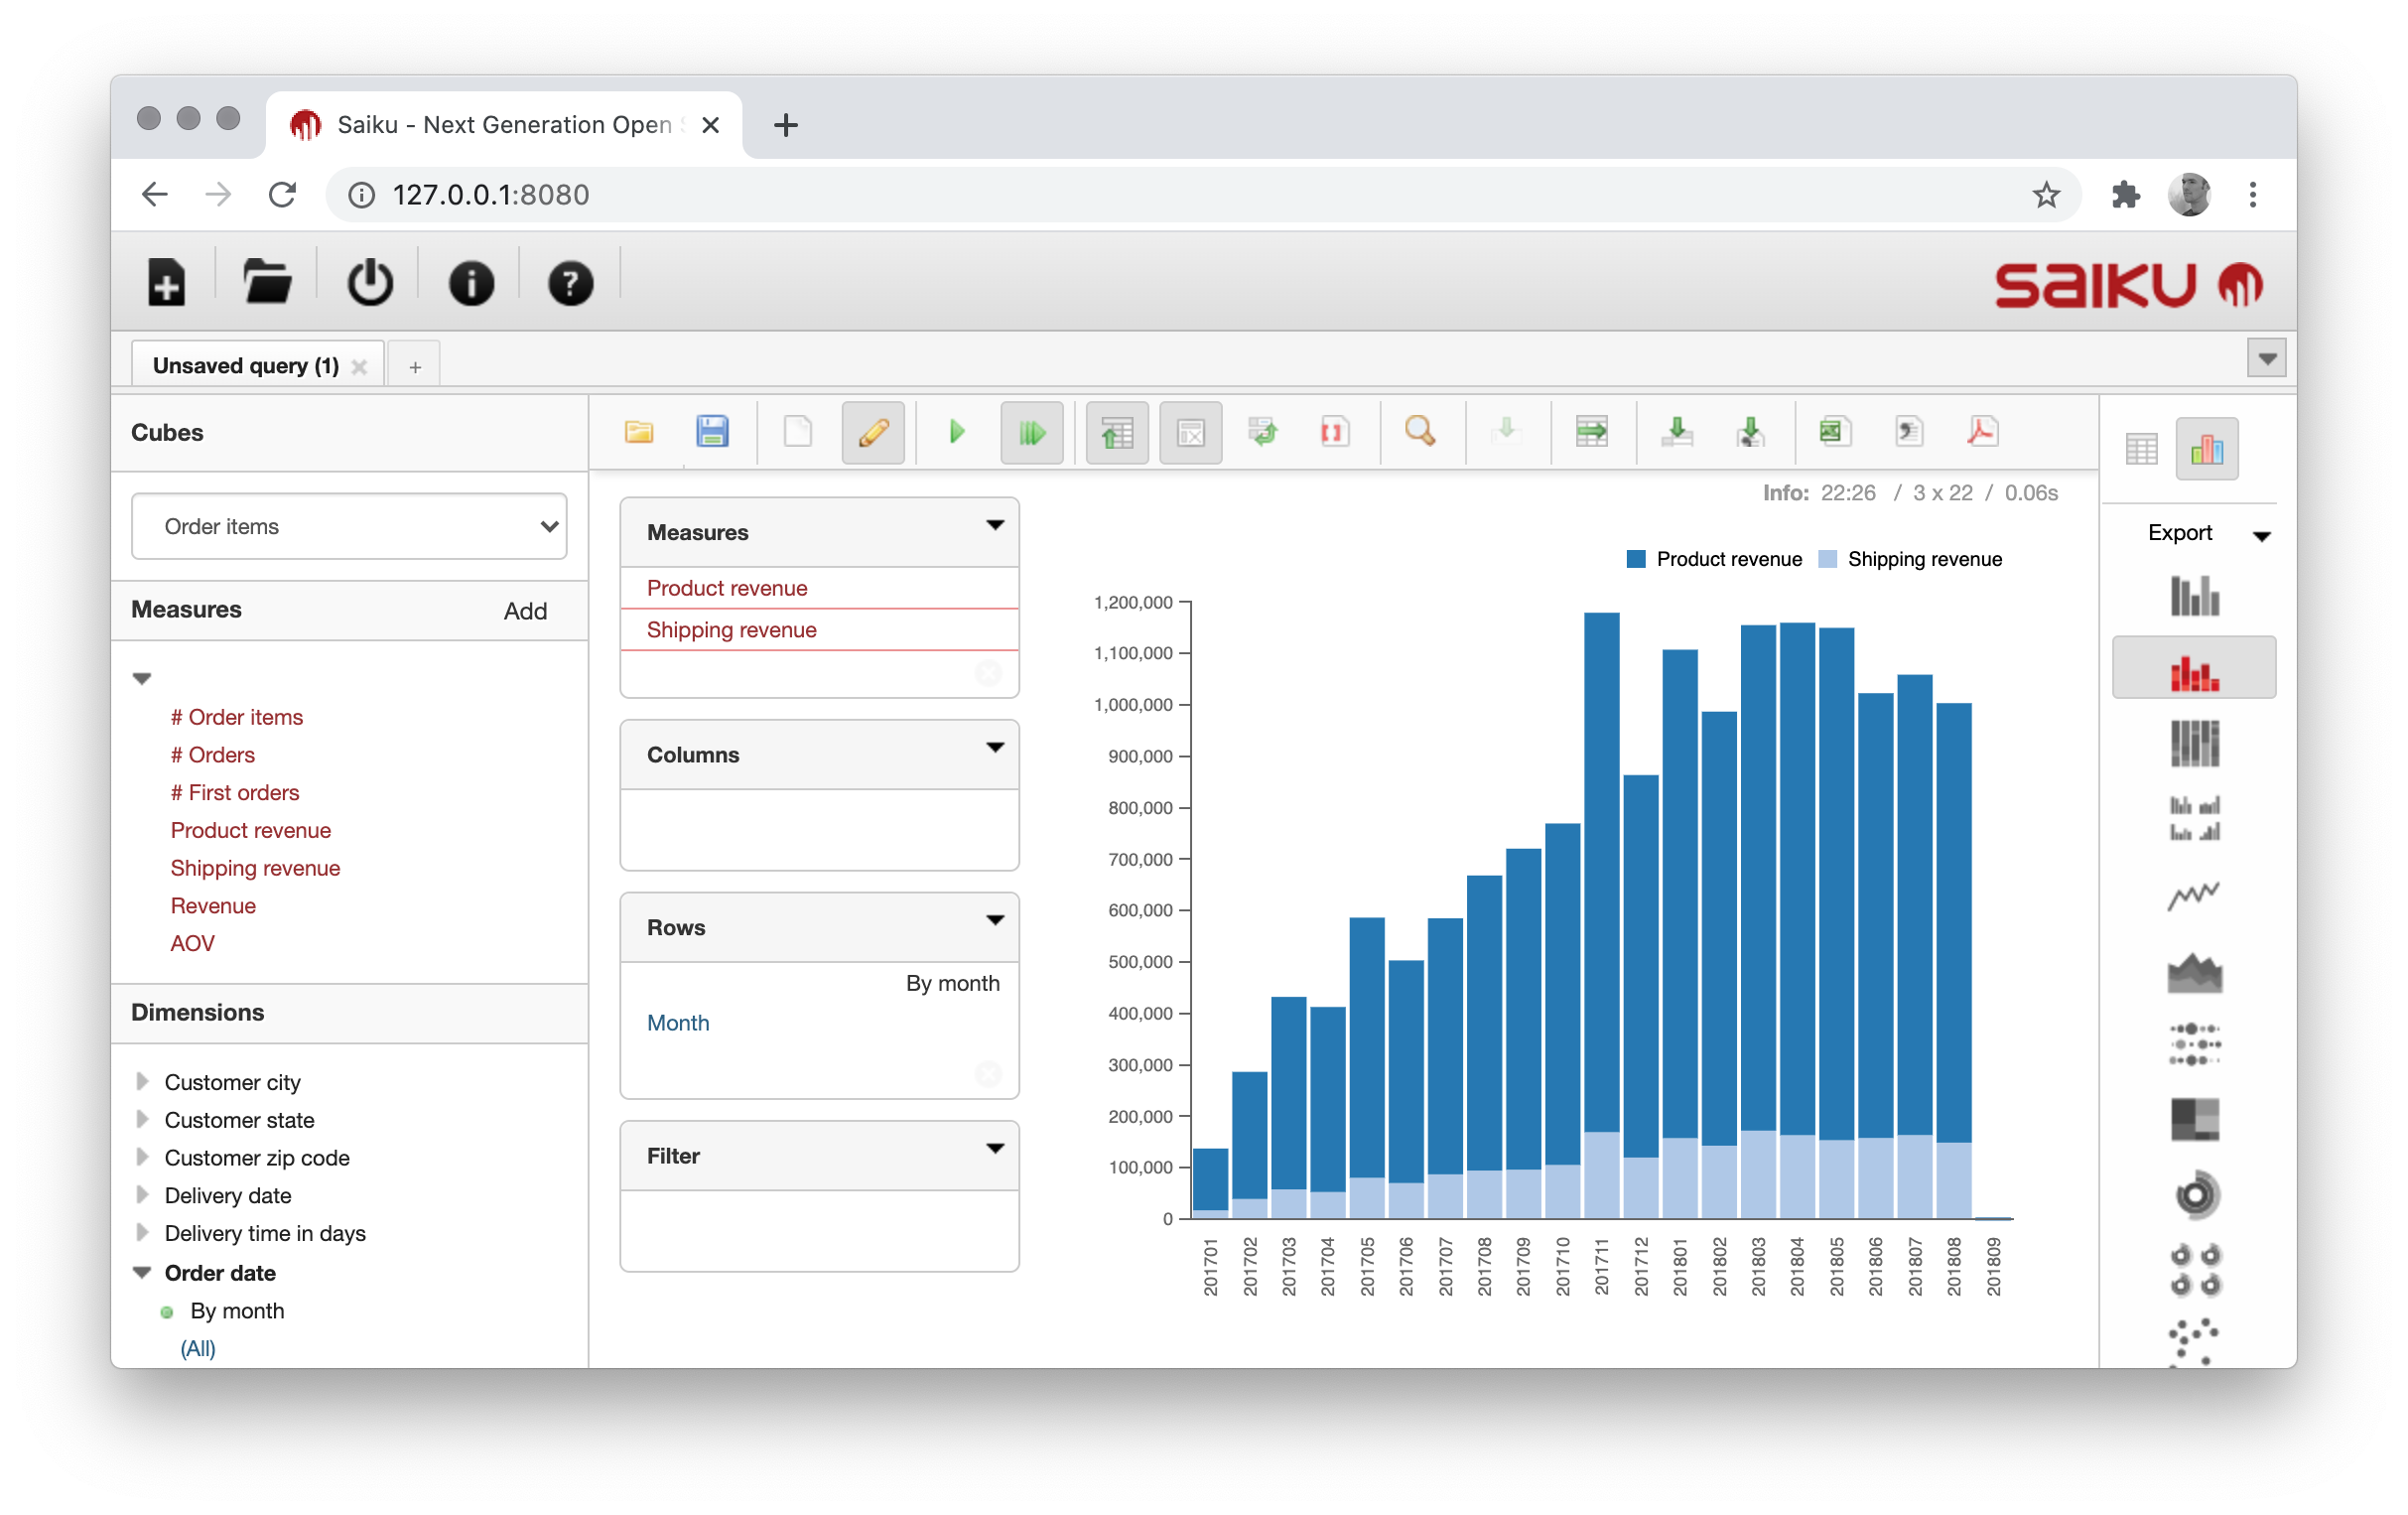 Saiku - Next Generation Open
127.0.0.1:8080
saiku
Unsaved query (1)
+
Cubes
Order items
Measures Add
# Order items
# Orders
# First orders
Product revenue
Shipping revenue
Revenue
AOV
Dimensions
Customer city
Customer state
Customer zip code
Delivery date
Delivery time in days
Order date
By month
(All)
Measures
Product revenue
Shipping revenue
Columns
Rows
By month
Month
Filter
Info: 22:26 / 3 x 22 / 0.06s
Product revenue Shipping revenue
1,200,000
1,100,000
1,000,000
900,000
800,000
700,000
600,000
500,000
400,000
300,000
200,000
100,000
0
201701
201702
201703
201704
201705
201706
201707
201708
201709
201710
201711
201712
201801
201802
201803
201804
201805
201806
201807
201808
201809
Export